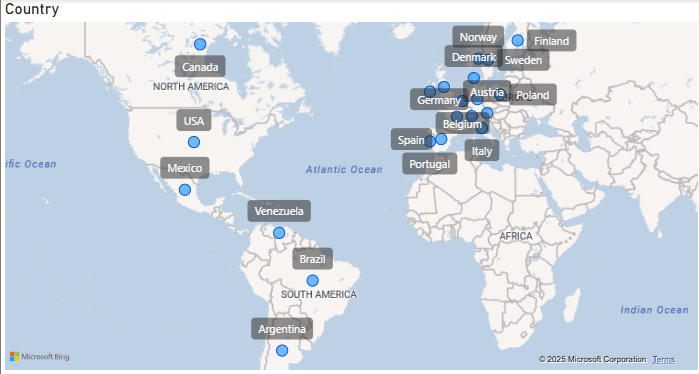 Country
Norway
Finland
Denmark
Sweden
Canada
NORTH AMERICA
Austria
Poland
Germany
USA
Belgium
Spain
Italy
Portugal
Mexico
ific Ocean
Atlantic Ocean
Venezuela
AFRICA
Brazil
SOUTH AMERICA
Indian Ocean
Argentina
Microsoft Bing
© 2025 Microsoft Corporation Terms